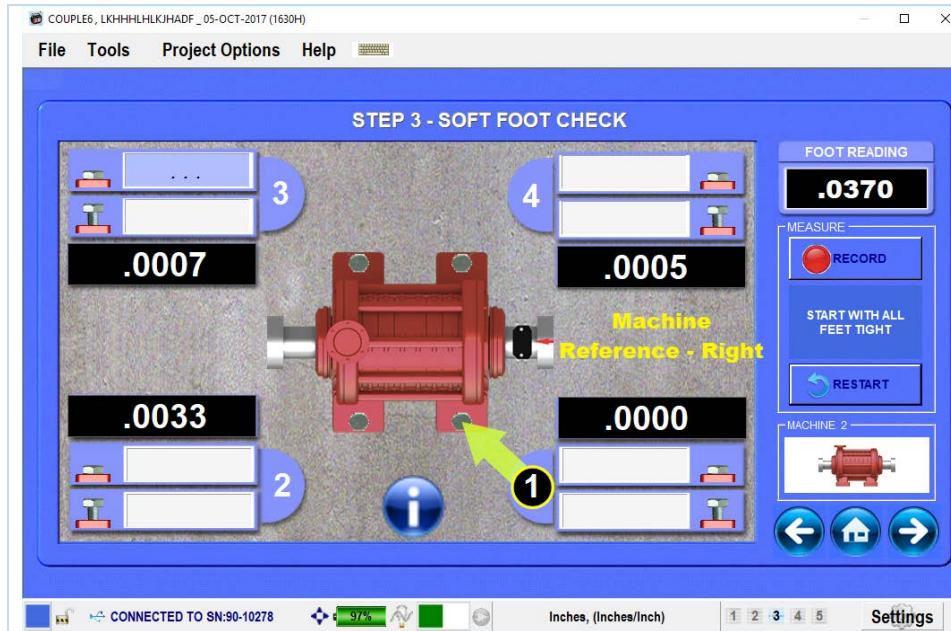 COUPLE6 , LKHHHLHLKJHADF _ 05-OCT-2017 (1630H)
File Tools Project Options Help
STEP 3 - SOFT FOOT CHECK
. . .
3
.0007
4
.0005
Machine
Reference - Right
.0033
2
.0000
1
i
FOOT READING
.0370
MEASURE
RECORD
START WITH ALL
FEET TIGHT
RESTART
MACHINE 2
CONNECTED TO SN:90-10278
97%
Inches, (Inches/Inch)
1 2 3 4 5
Settings